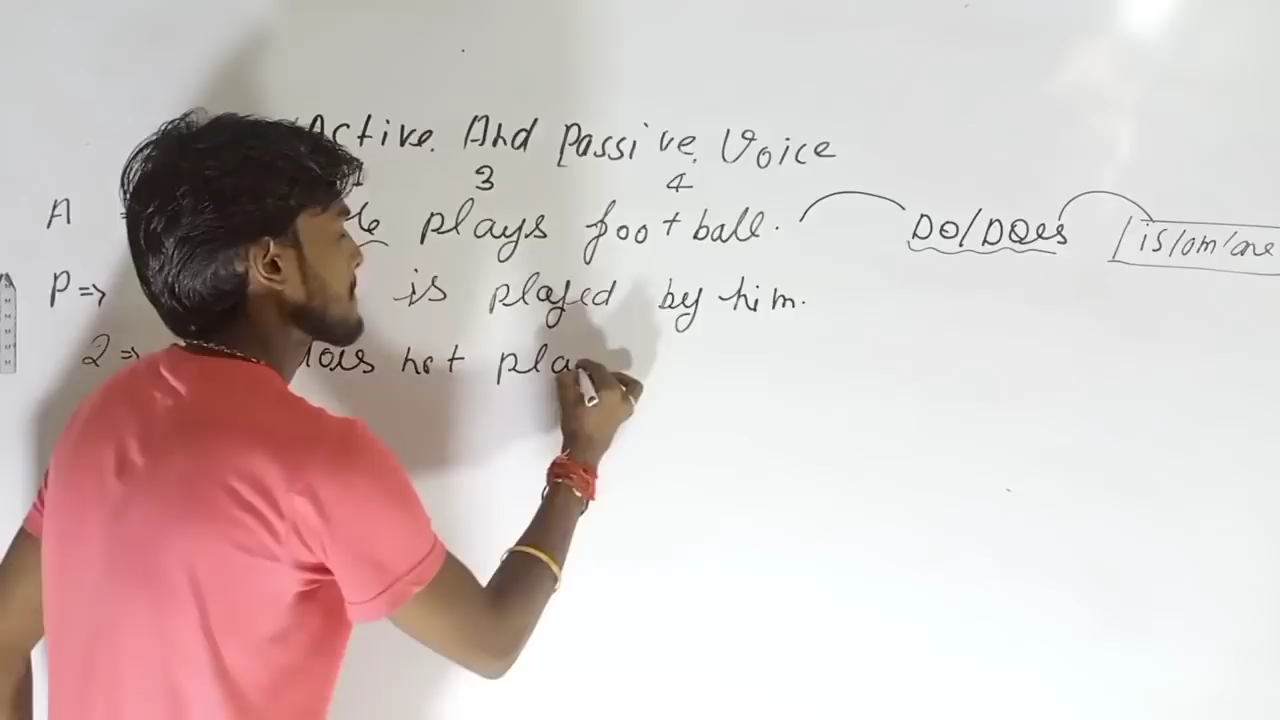 Active And Passive Voice
3 4
A plays football. DO/DOes /is/am/are
P=> is played by him.
2=> does not pla